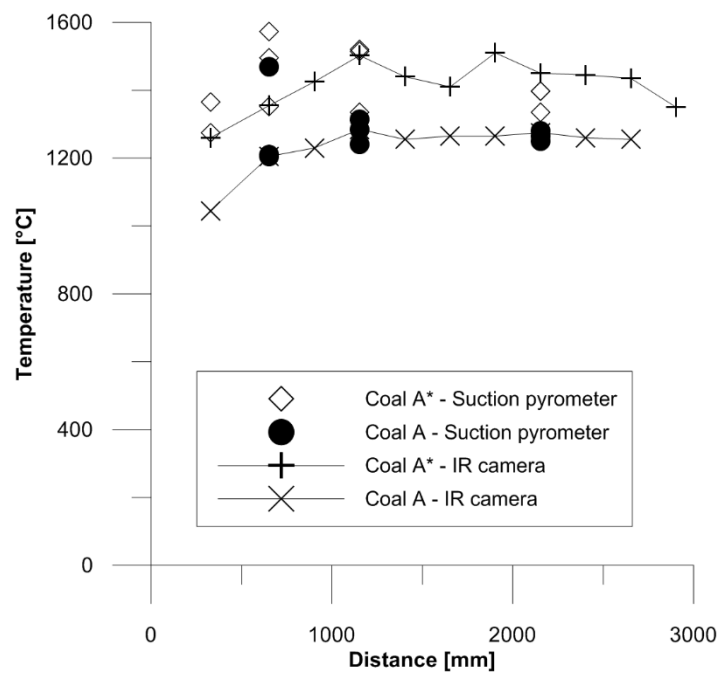 1600
1200
800
400
0
Temperature [°C]
Coal A* - Suction pyrometer
Coal A - Suction pyrometer
Coal A* - IR camera
Coal A - IR camera
0 1000 2000 3000
Distance [mm]